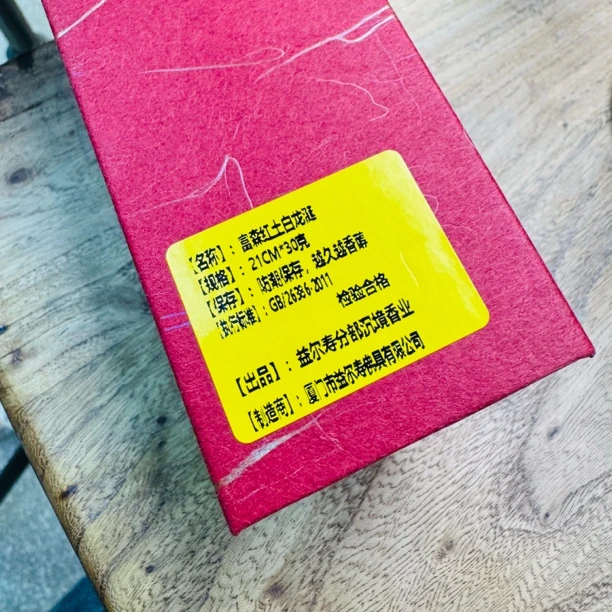 【名称】：富森红土白龙涎
【规格】：21CM*30克
【保存】：防潮保存，越久越香醇
【执行标准】：GB/26386-2011
检验合格
【出品】：益尔寿分部沉境香业
【制造商】：厦门市益尔寿佛具有限公司